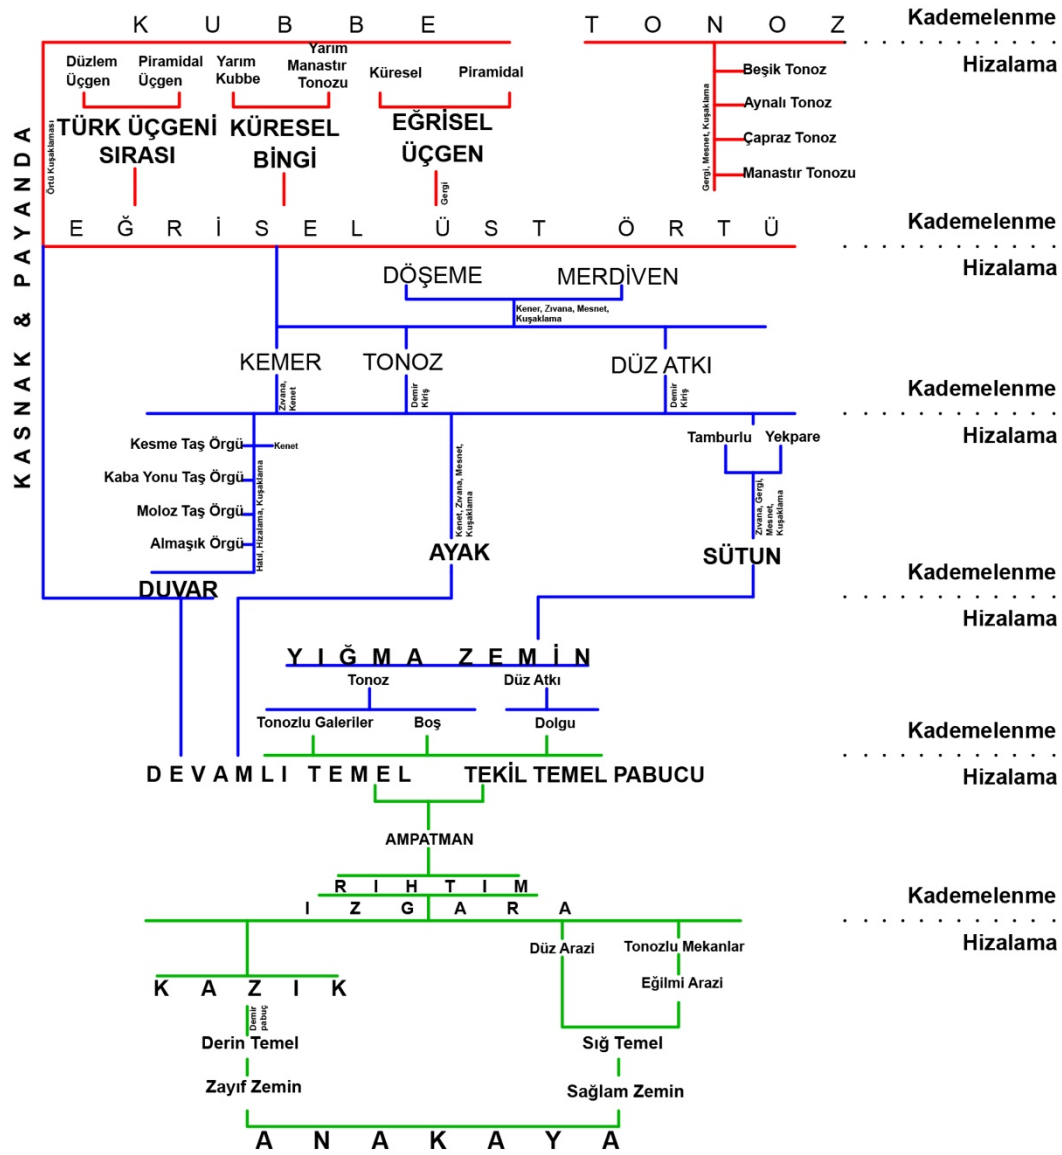 K U B B E
T O N O Z
Kademelenme
Hizalama
Düzlem
Üçgen
Piramidal
Üçgen
Yarım
Kubbe
Yarım
Manastır
Tonozu
Küresel
Piramidal
Beşik Tonoz
Aynalı Tonoz
Çapraz Tonoz
Manastır Tonozu
Gergi, Mesnet, Kuşaklama
TÜRK ÜÇGENİ
SIRASI
KÜRESEL
BİNGİ
EĞRİSEL
ÜÇGEN
Gergi
Örtü Kuşaklaması
KASNAK & PAYANDA
E Ğ R İ S E L Ü S T Ö R T Ü
Kademelenme
Hizalama
DÖŞEME
MERDİVEN
Kener, Zıvana, Mesnet,
Kuşaklama
KEMER
TONOZ
DÜZ ATKI
Zıvana,
Kenet
Demir
Kiriş
Demir
Kiriş
Kademelenme
Hizalama
Kesme Taş Örgü
Kenet
Kaba Yonu Taş Örgü
Moloz Taş Örgü
Almaşık Örgü
Hatıl, Hizalama, Kuşaklama
DUVAR
Kenet, Zıvana, Mesnet,
Kuşaklama
AYAK
Tamburlu
Yekpare
Zıvana, Gergi,
Mesnet,
Kuşaklama
SÜTUN
Kademelenme
Hizalama
Y I Ğ M A Z E M İ N
Tonoz
Düz Atkı
Tonozlu Galeriler
Boş
Dolgu
Kademelenme
Hizalama
D E V A M L I T E M E L
TEKİL TEMEL PABUCU
AMPATMAN
R I H T I M
I Z G A R A
Kademelenme
Hizalama
Düz Arazi
Tonozlu Mekanlar
Eğilmi Arazi
K A Z I K
Demir
pabuç
Derin Temel
Sığ Temel
Zayıf Zemin
Sağlam Zemin
A N A K A Y A